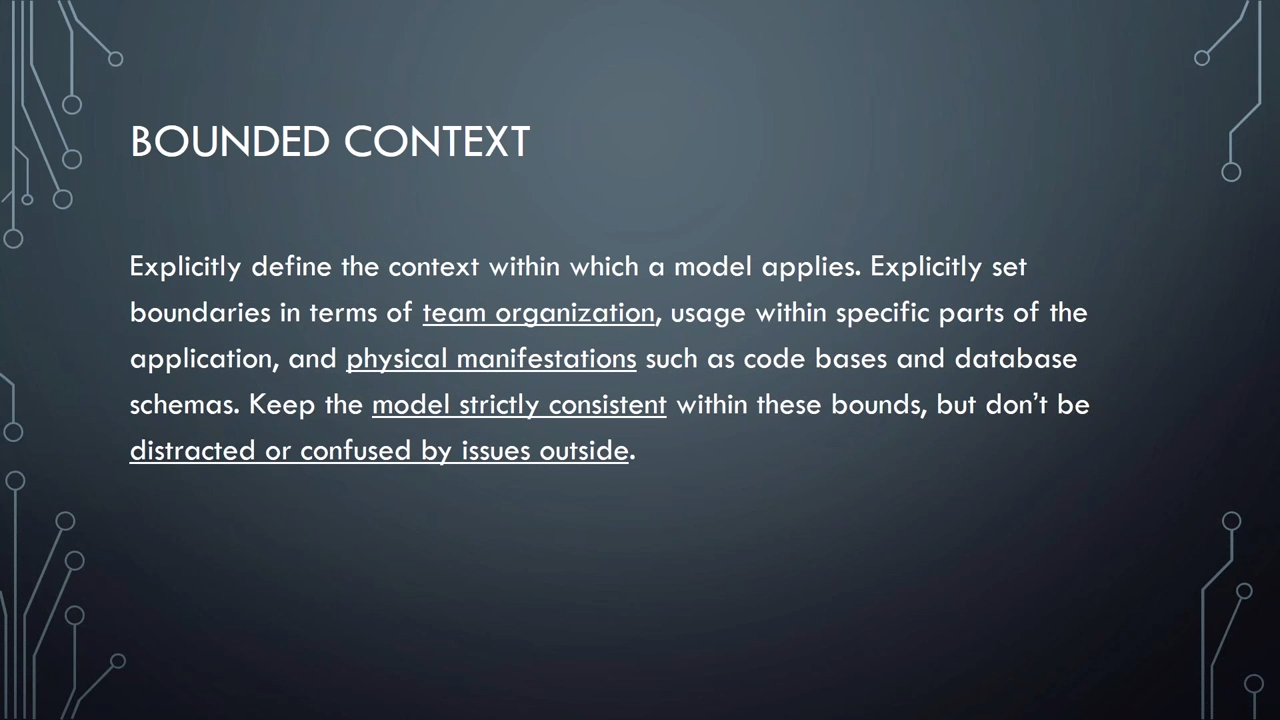 BOUNDED CONTEXT
Explicitly define the context within which a model applies. Explicitly set
boundaries in terms of team organization, usage within specific parts of the
application, and physical manifestations such as code bases and database
schemas. Keep the model strictly consistent within these bounds, but don’t be
distracted or confused by issues outside.